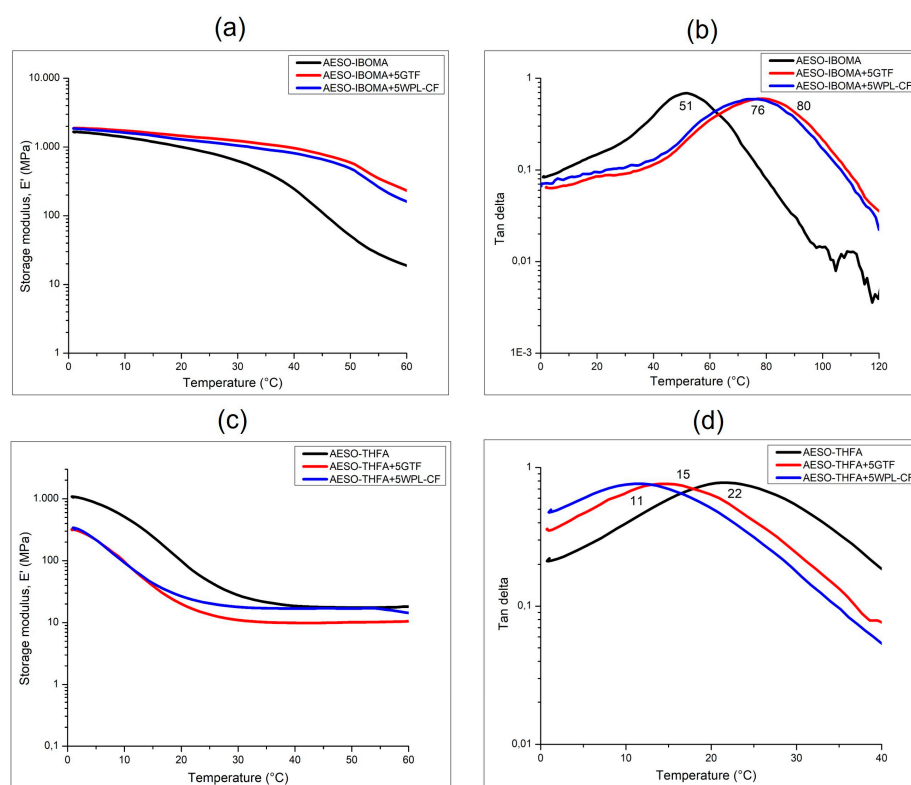 (a)
AESO-IBOMA
AESO-IBOMA+5GTF
AESO-IBOMA+5WPL-CF
Storage modulus, E' (MPa)
10.000
1.000
100
10
1
0 10 20 30 40 50 60
Temperature (°C)
(b)
AESO-IBOMA
AESO-IBOMA+5GTF
AESO-IBOMA+5WPL-CF
Tan delta
1
0,1
0,01
1E-3
51 76 80
0 20 40 60 80 100 120
Temperature (°C)
(c)
AESO-THFA
AESO-THFA+5GTF
AESO-THFA+5WPL-CF
Storage modulus, E' (MPa)
1.000
100
10
1
0,1
0 10 20 30 40 50 60
Temperature (°C)
(d)
AESO-THFA
AESO-THFA+5GTF
AESO-THFA+5WPL-CF
Tan delta
1
0,1
0,01
11 15 22
0 10 20 30 40
Temperature (°C)